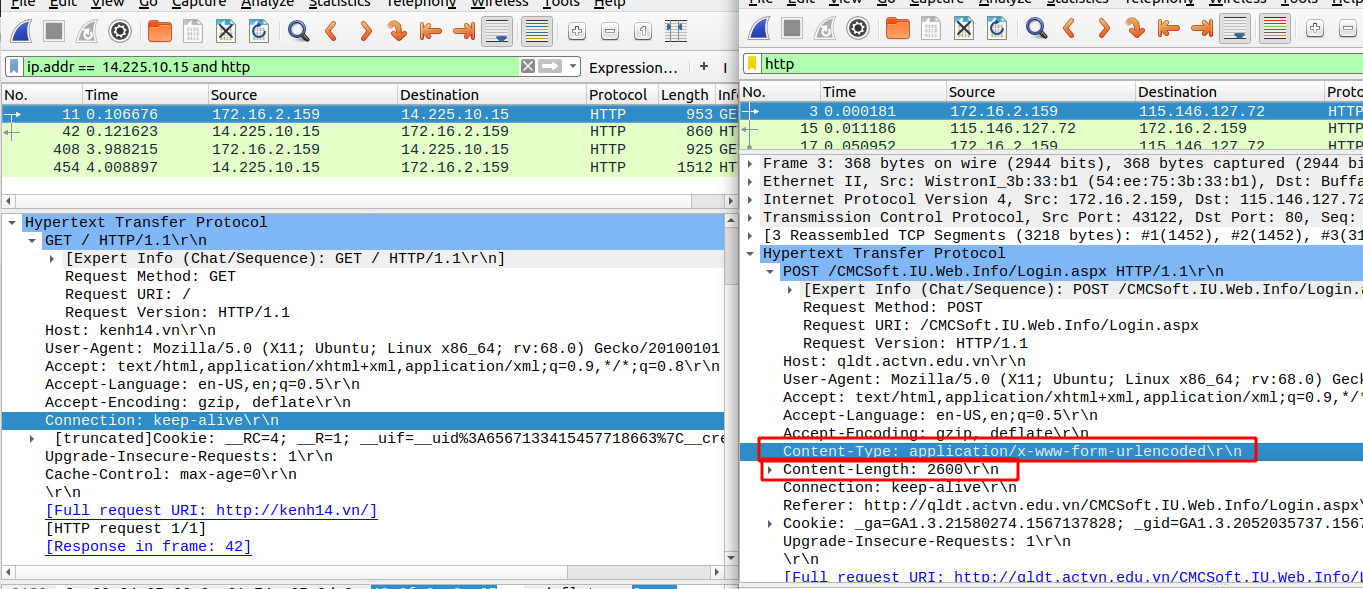 File Edit View Go Capture Analyze Statistics Telephony Wireless Tools Help
ip.addr == 14.225.10.15 and http
Expression… +
No. Time Source Destination Protocol Length Info
11 0.106676 172.16.2.159 14.225.10.15 HTTP 953 GE
42 0.121623 14.225.10.15 172.16.2.159 HTTP 860 HT
408 3.988215 172.16.2.159 14.225.10.15 HTTP 925 GE
454 4.008897 14.225.10.15 172.16.2.159 HTTP 1512 HT
Hypertext Transfer Protocol
GET / HTTP/1.1\r\n
[Expert Info (Chat/Sequence): GET / HTTP/1.1\r\n]
Request Method: GET
Request URI: /
Request Version: HTTP/1.1
Host: kenh14.vn\r\n
User-Agent: Mozilla/5.0 (X11; Ubuntu; Linux x86_64; rv:68.0) Gecko/20100101
Accept: text/html,application/xhtml+xml,application/xml;q=0.9,*/*;q=0.8\r\n
Accept-Language: en-US,en;q=0.5\r\n
Accept-Encoding: gzip, deflate\r\n
Connection: keep-alive\r\n
[truncated]Cookie: __RC=4; __R=1; __uif=__uid%3A6567133415457718663%7C__cre
Upgrade-Insecure-Requests: 1\r\n
Cache-Control: max-age=0\r\n
\r\n
[Full request URI: http://kenh14.vn/]
[HTTP request 1/1]
[Response in frame: 42]
File Edit View Go Capture Analyze Statistics Telephony Wireless Tools Help
http
No. Time Source Destination Proto
3 0.000181 172.16.2.159 115.146.127.72 HTTP
15 0.011186 115.146.127.72 172.16.2.159 HTTP
17 0.050952 172.16.2.159 115.146.127.72 HTTP
Frame 3: 368 bytes on wire (2944 bits), 368 bytes captured (2944 bi
Ethernet II, Src: WistronI_3b:33:b1 (54:ee:75:3b:33:b1), Dst: Buffa
Internet Protocol Version 4, Src: 172.16.2.159, Dst: 115.146.127.72
Transmission Control Protocol, Src Port: 43122, Dst Port: 80, Seq:
[3 Reassembled TCP Segments (3218 bytes): #1(1452), #2(1452), #3(31
Hypertext Transfer Protocol
POST /CMCSoft.IU.Web.Info/Login.aspx HTTP/1.1\r\n
[Expert Info (Chat/Sequence): POST /CMCSoft.IU.Web.Info/Login.a
Request Method: POST
Request URI: /CMCSoft.IU.Web.Info/Login.aspx
Request Version: HTTP/1.1
Host: qldt.actvn.edu.vn\r\n
User-Agent: Mozilla/5.0 (X11; Ubuntu; Linux x86_64; rv:68.0) Geck
Accept: text/html,application/xhtml+xml,application/xml;q=0.9,*/*
Accept-Language: en-US,en;q=0.5\r\n
Accept-Encoding: gzip, deflate\r\n
Content-Type: application/x-www-form-urlencoded\r\n
Content-Length: 2600\r\n
Connection: keep-alive\r\n
Referer: http://qldt.actvn.edu.vn/CMCSoft.IU.Web.Info/Login.aspx\
Cookie: _ga=GA1.3.21580274.1567137828; _gid=GA1.3.2052035737.1567
Upgrade-Insecure-Requests: 1\r\n
\r\n
[Full request URI: http://qldt.actvn.edu.vn/CMCSoft.IU.Web.Info/L